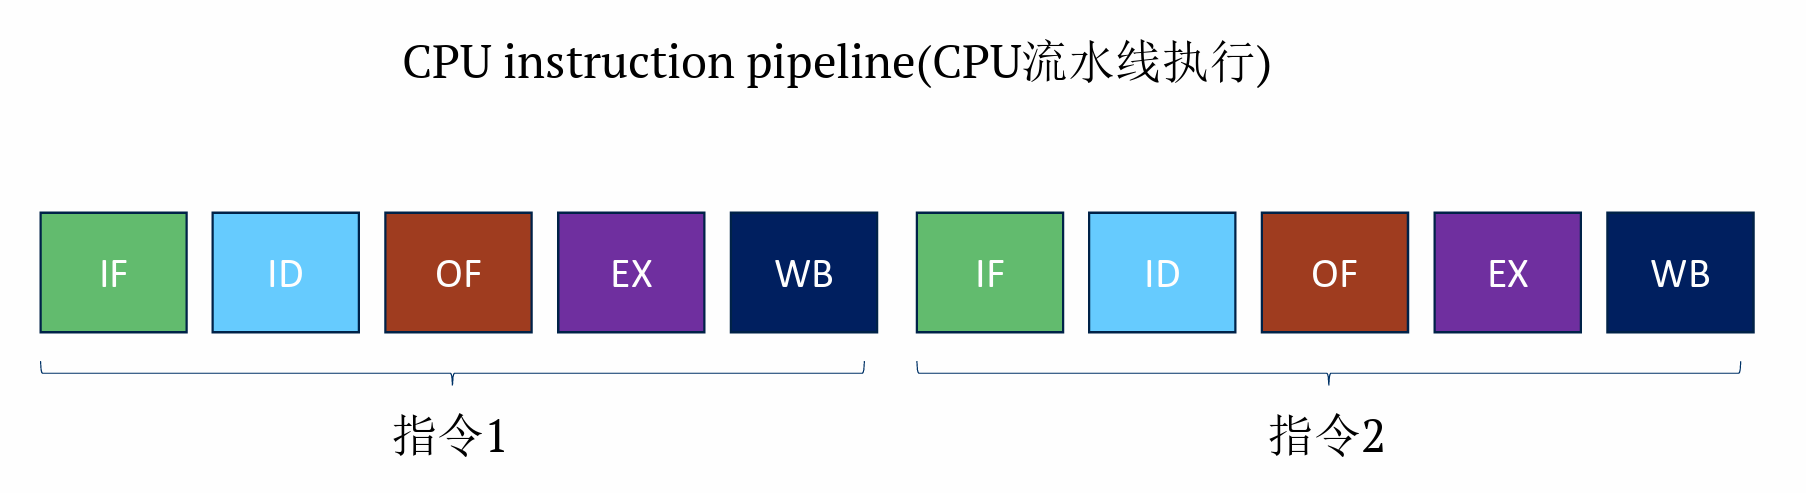 CPU instruction pipeline(CPU流水线执行)
IF ID OF EX WB IF ID OF EX WB
指令1 指令2